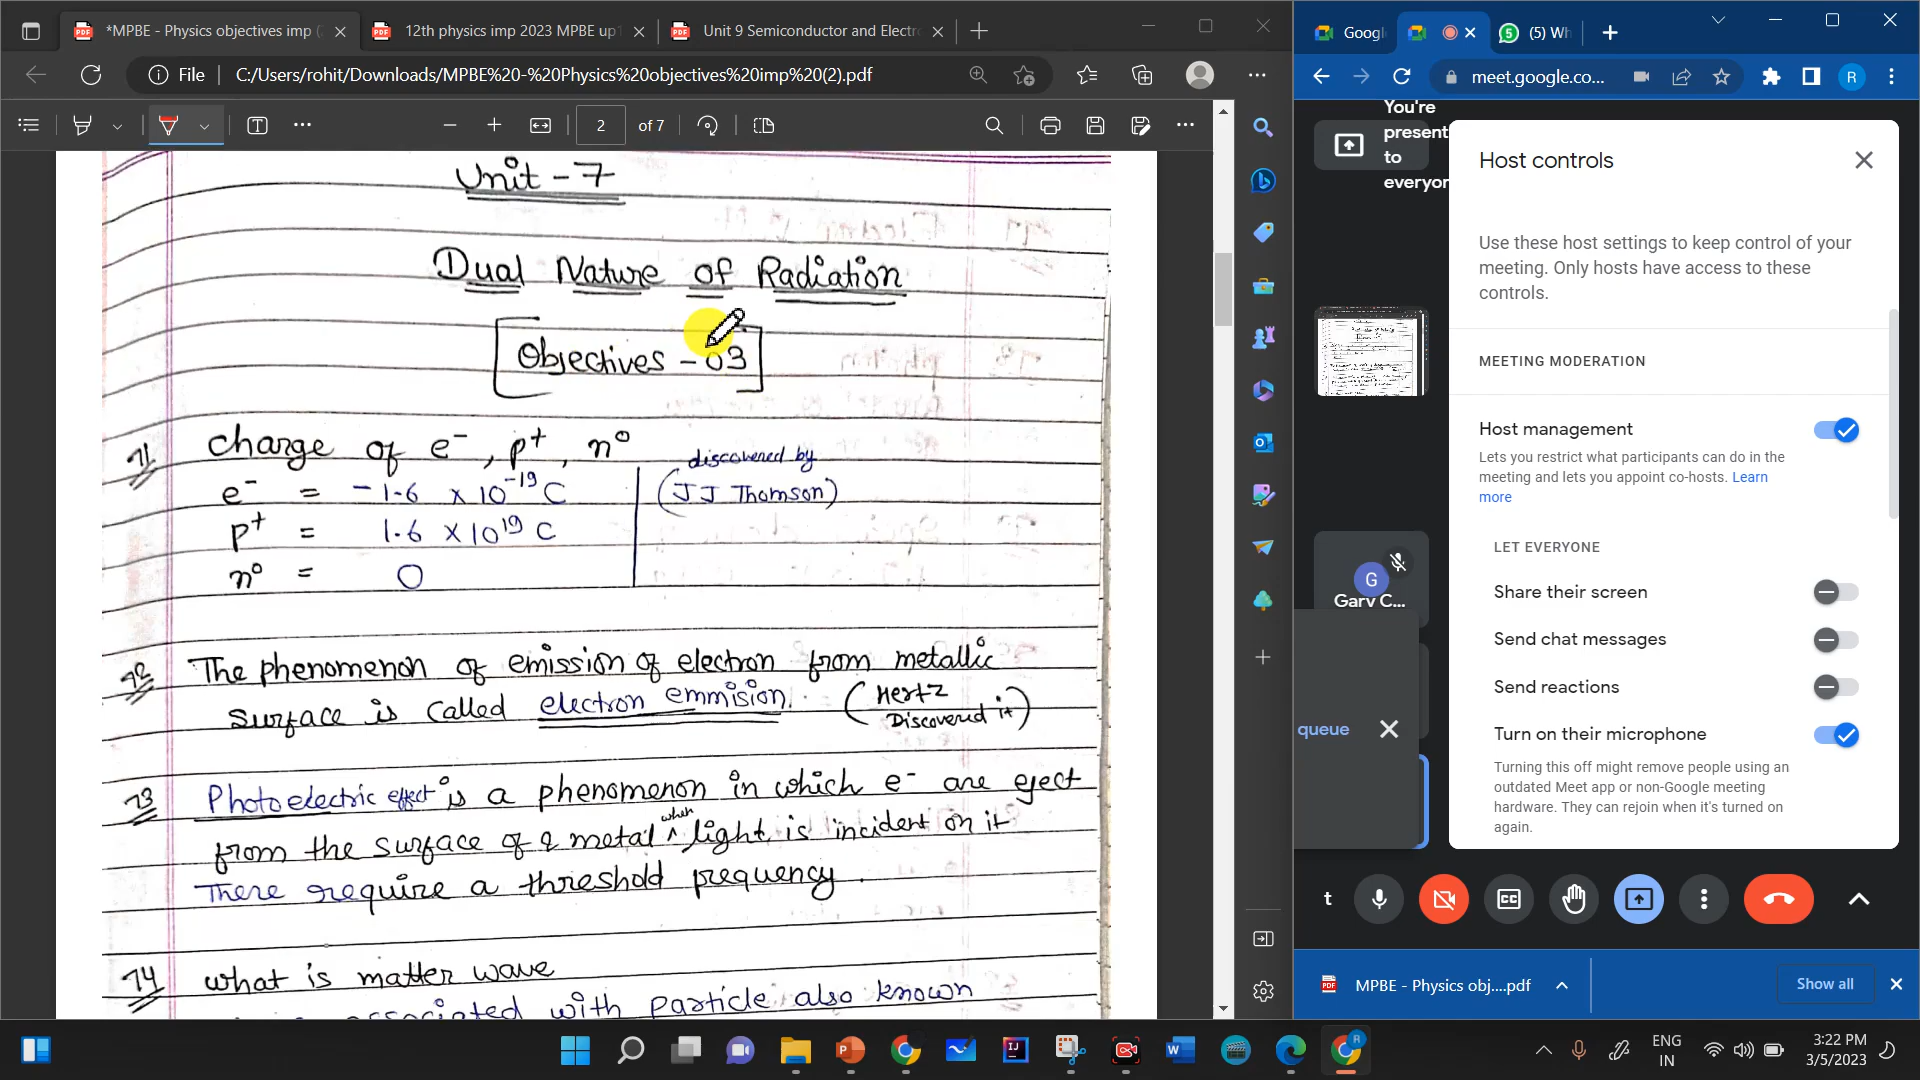 *MPBE - Physics objectives imp (
12th physics imp 2023 MPBE up
Unit 9 Semiconductor and Electr
File
C:/Users/rohit/Downloads/MPBE%20-%20Physics%20objectives%20imp%20(2).pdf
2 of 7
Unit - 7
Dual Nature of Radiation
Objectives - 03
71 charge of e⁻, p⁺, n⁰
e⁻ = -1.6 x 10⁻¹⁹ C
discovered by
(JJ Thomson)
p⁺ = 1.6 x 10¹⁹ C
n⁰ = 0
72 The phenomenon of emission of electron from metallic
surface is called electron emmision. (Hertz
Discovered it)
73 Photoelectric effect is a phenomenon in which e⁻ are eject
from the surface of a metal when light is incident on it
There require a threshold frequency.
74 what is matter wave
associated with particle also known
Googl
(5) Wh
meet.google.co...
R
You're
present
to
everyor
Host controls
Use these host settings to keep control of your
meeting. Only hosts have access to these
controls.
MEETING MODERATION
Host management
Lets you restrict what participants can do in the
meeting and lets you appoint co-hosts. Learn
more
LET EVERYONE
Share their screen
Send chat messages
Send reactions
Turn on their microphone
Turning this off might remove people using an
outdated Meet app or non-Google meeting
hardware. They can rejoin when it's turned on
again.
G
Gary C...
queue
t
CC
MPBE - Physics obj....pdf
Show all
ENG
IN
3:22 PM
3/5/2023